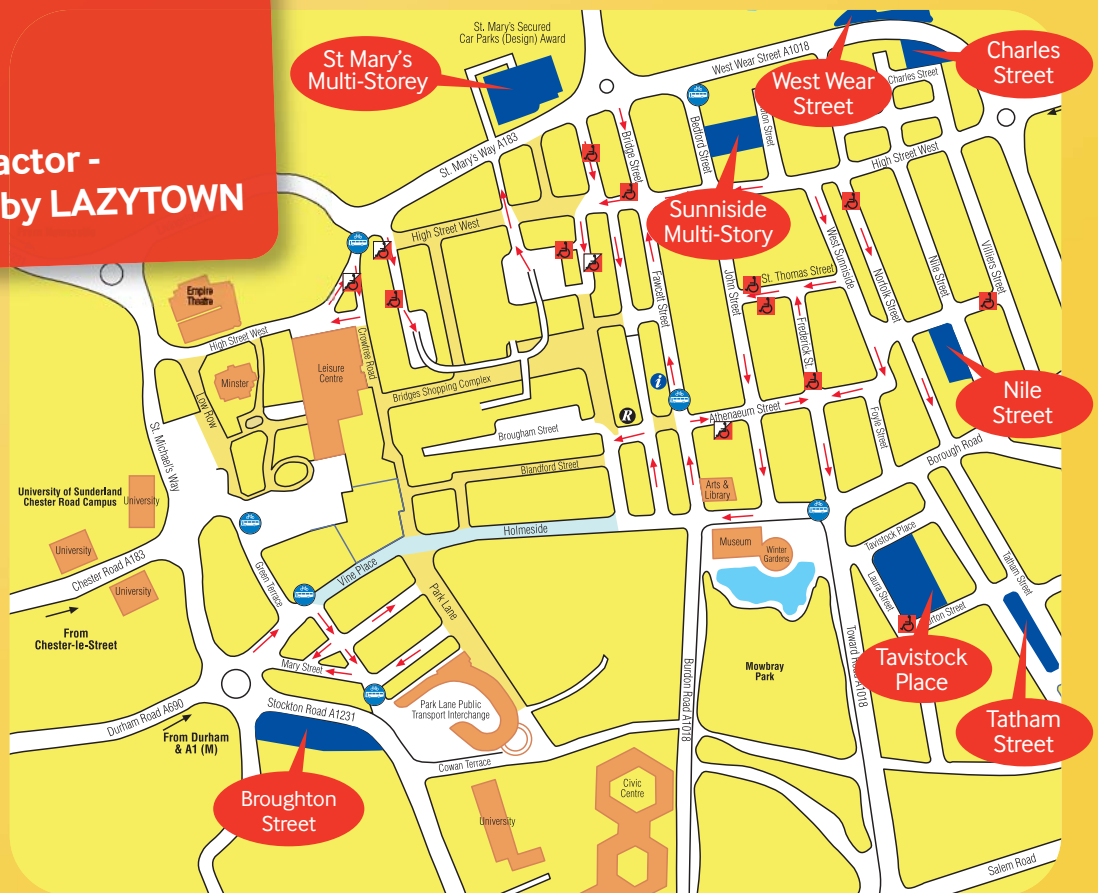 actor -
by LAZYTOWN
St. Mary's Secured
Car Parks (Design) Award
St Mary's
Multi-Storey
West Wear Street A1018
West Wear
Street
Charles
Street
Charles Street
Bedford Street
Bridge Street
St. Mary's Way A183
High Street West
Sunniside
Multi-Story
High Street West
West Sunniside
St. Thomas Street
Norfolk Street
Nile Street
Villiers Street
Fawcett Street
John Street
Frederick St.
Empire
Theatre
High Street West
Leisure
Centre
Crowtree Road
Minster
Low Row
Bridges Shopping Complex
i
R
Athenaeum Street
Foyle Street
Nile
Street
Brougham Street
Blandford Street
Borough Road
St. Michael's Way
University of Sunderland
Chester Road Campus
University
University
University
Chester Road A183
From
Chester-le-Street
Arts &
Library
Holmeside
Museum
Winter
Gardens
Vine Place
Green Terrace
Park Lane
Tavistock Place
Laura Street
Tatham Street
rton Street
Mary Street
Tavistock
Place
Tatham
Street
Toward Road A1018
Mowbray
Park
Burdon Road A1018
Park Lane Public
Transport Interchange
Stockton Road A1231
Durham Road A690
From Durham
& A1 (M)
Cowan Terrace
Broughton
Street
University
Civic
Centre
Salem Road